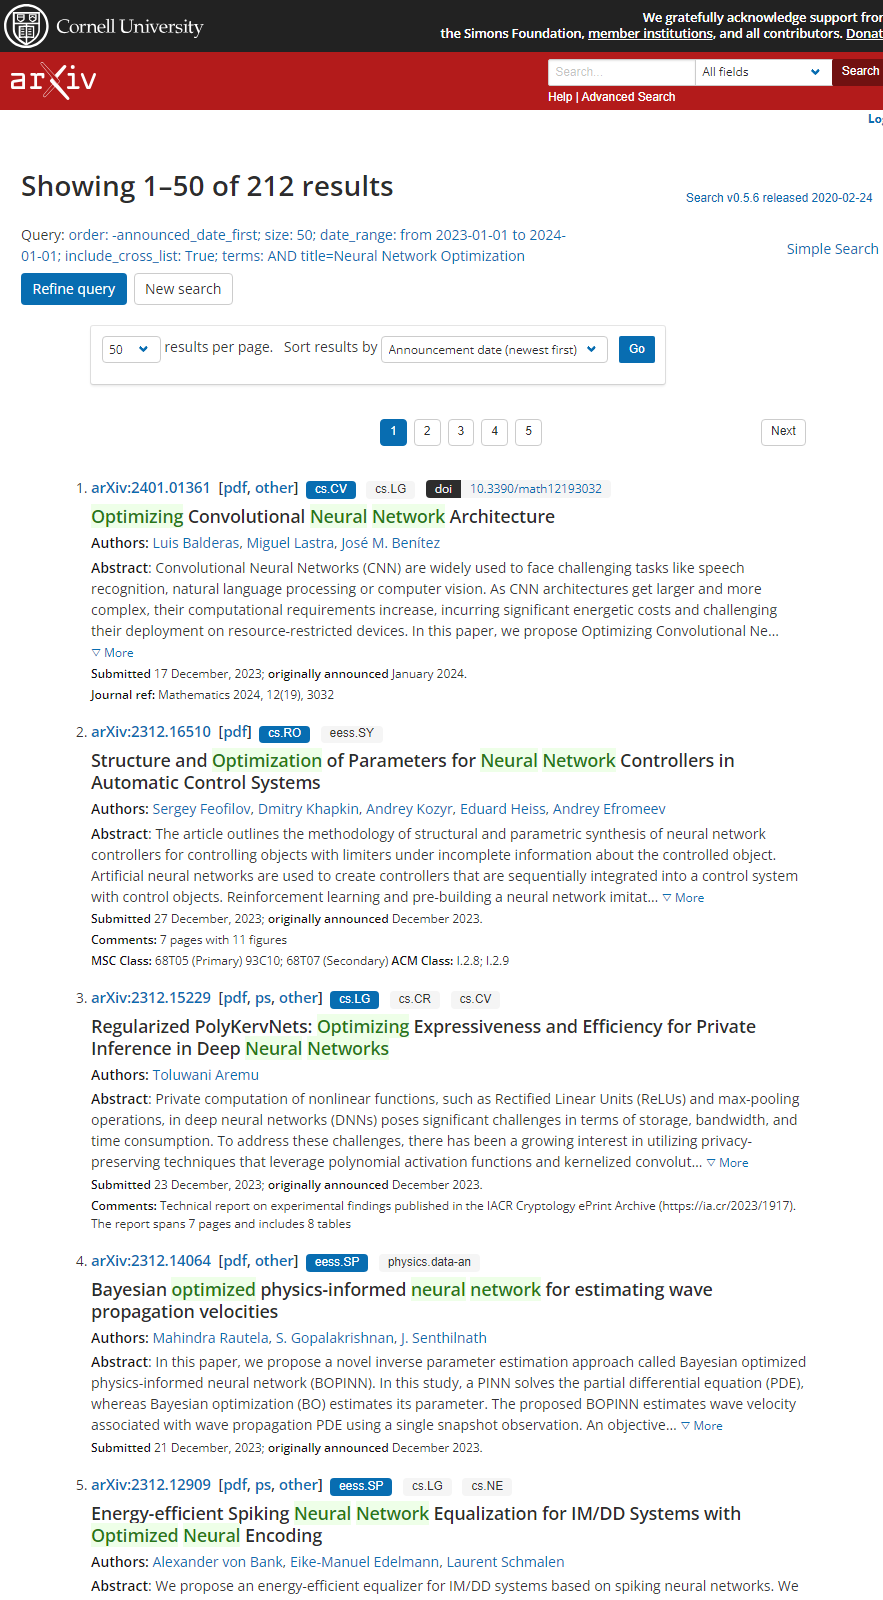 Cornell University
We gratefully acknowledge support from
the Simons Foundation, member institutions, and all contributors. Donat
arXiv
Search...
All fields
Search
Help | Advanced Search
Log
Showing 1–50 of 212 results
Search v0.5.6 released 2020-02-24
Query: order: -announced_date_first; size: 50; date_range: from 2023-01-01 to 2024-
01-01; include_cross_list: True; terms: AND title=Neural Network Optimization
Simple Search
Refine query New search
50 results per page. Sort results by Announcement date (newest first) Go
1 2 3 4 5 Next
1. arXiv:2401.01361 [pdf, other] cs.CV cs.LG doi 10.3390/math12193032
Optimizing Convolutional Neural Network Architecture
Authors: Luis Balderas, Miguel Lastra, José M. Benítez
Abstract: Convolutional Neural Networks (CNN) are widely used to face challenging tasks like speech
recognition, natural language processing or computer vision. As CNN architectures get larger and more
complex, their computational requirements increase, incurring significant energetic costs and challenging
their deployment on resource-restricted devices. In this paper, we propose Optimizing Convolutional Ne...
▽ More
Submitted 17 December, 2023; originally announced January 2024.
Journal ref: Mathematics 2024, 12(19), 3032
2. arXiv:2312.16510 [pdf] cs.RO eess.SY
Structure and Optimization of Parameters for Neural Network Controllers in
Automatic Control Systems
Authors: Sergey Feofilov, Dmitry Khapkin, Andrey Kozyr, Eduard Heiss, Andrey Efromeev
Abstract: The article outlines the methodology of structural and parametric synthesis of neural network
controllers for controlling objects with limiters under incomplete information about the controlled object.
Artificial neural networks are used to create controllers that are sequentially integrated into a control system
with control objects. Reinforcement learning and pre-building a neural network imitat... ▽ More
Submitted 27 December, 2023; originally announced December 2023.
Comments: 7 pages with 11 figures
MSC Class: 68T05 (Primary) 93C10; 68T07 (Secondary) ACM Class: I.2.8; I.2.9
3. arXiv:2312.15229 [pdf, ps, other] cs.LG cs.CR cs.CV
Regularized PolyKervNets: Optimizing Expressiveness and Efficiency for Private
Inference in Deep Neural Networks
Authors: Toluwani Aremu
Abstract: Private computation of nonlinear functions, such as Rectified Linear Units (ReLUs) and max-pooling
operations, in deep neural networks (DNNs) poses significant challenges in terms of storage, bandwidth, and
time consumption. To address these challenges, there has been a growing interest in utilizing privacy-
preserving techniques that leverage polynomial activation functions and kernelized convolut... ▽ More
Submitted 23 December, 2023; originally announced December 2023.
Comments: Technical report on experimental findings published in the IACR Cryptology ePrint Archive (https://ia.cr/2023/1917).
The report spans 7 pages and includes 8 tables
4. arXiv:2312.14064 [pdf, other] eess.SP physics.data-an
Bayesian optimized physics-informed neural network for estimating wave
propagation velocities
Authors: Mahindra Rautela, S. Gopalakrishnan, J. Senthilnath
Abstract: In this paper, we propose a novel inverse parameter estimation approach called Bayesian optimized
physics-informed neural network (BOPINN). In this study, a PINN solves the partial differential equation (PDE),
whereas Bayesian optimization (BO) estimates its parameter. The proposed BOPINN estimates wave velocity
associated with wave propagation PDE using a single snapshot observation. An objective... ▽ More
Submitted 21 December, 2023; originally announced December 2023.
5. arXiv:2312.12909 [pdf, ps, other] eess.SP cs.LG cs.NE
Energy-efficient Spiking Neural Network Equalization for IM/DD Systems with
Optimized Neural Encoding
Authors: Alexander von Bank, Eike-Manuel Edelmann, Laurent Schmalen
Abstract: We propose an energy-efficient equalizer for IM/DD systems based on spiking neural networks. We